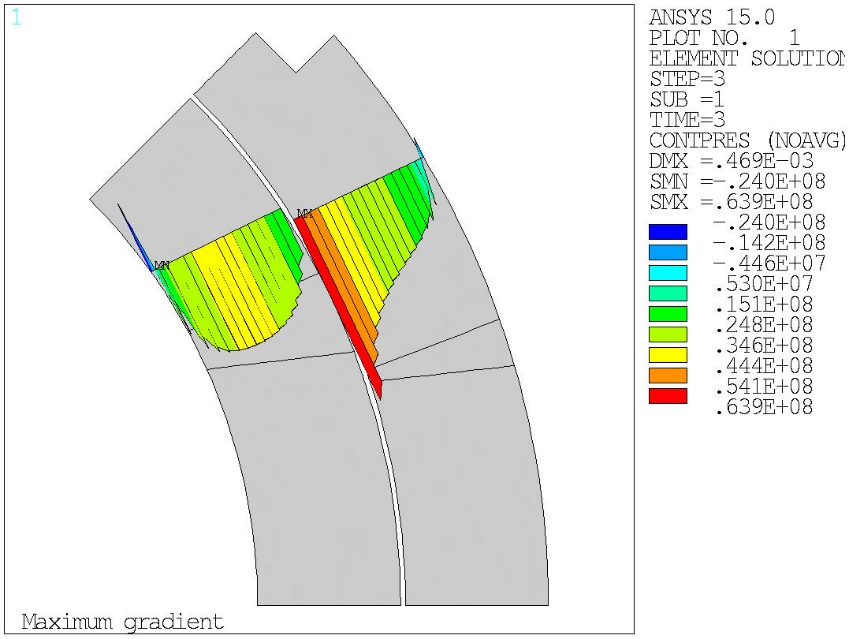 1
ANSYS 15.0
PLOT NO. 1
ELEMENT SOLUTION
STEP=3
SUB =1
TIME=3
CONTPRES (NOAVG)
DMX =.469E-03
SMN =-.240E+08
SMX =.639E+08
-.240E+08
-.142E+08
-.446E+07
.530E+07
.151E+08
.248E+08
.346E+08
.444E+08
.541E+08
.639E+08
MX
MN
Maximum gradient